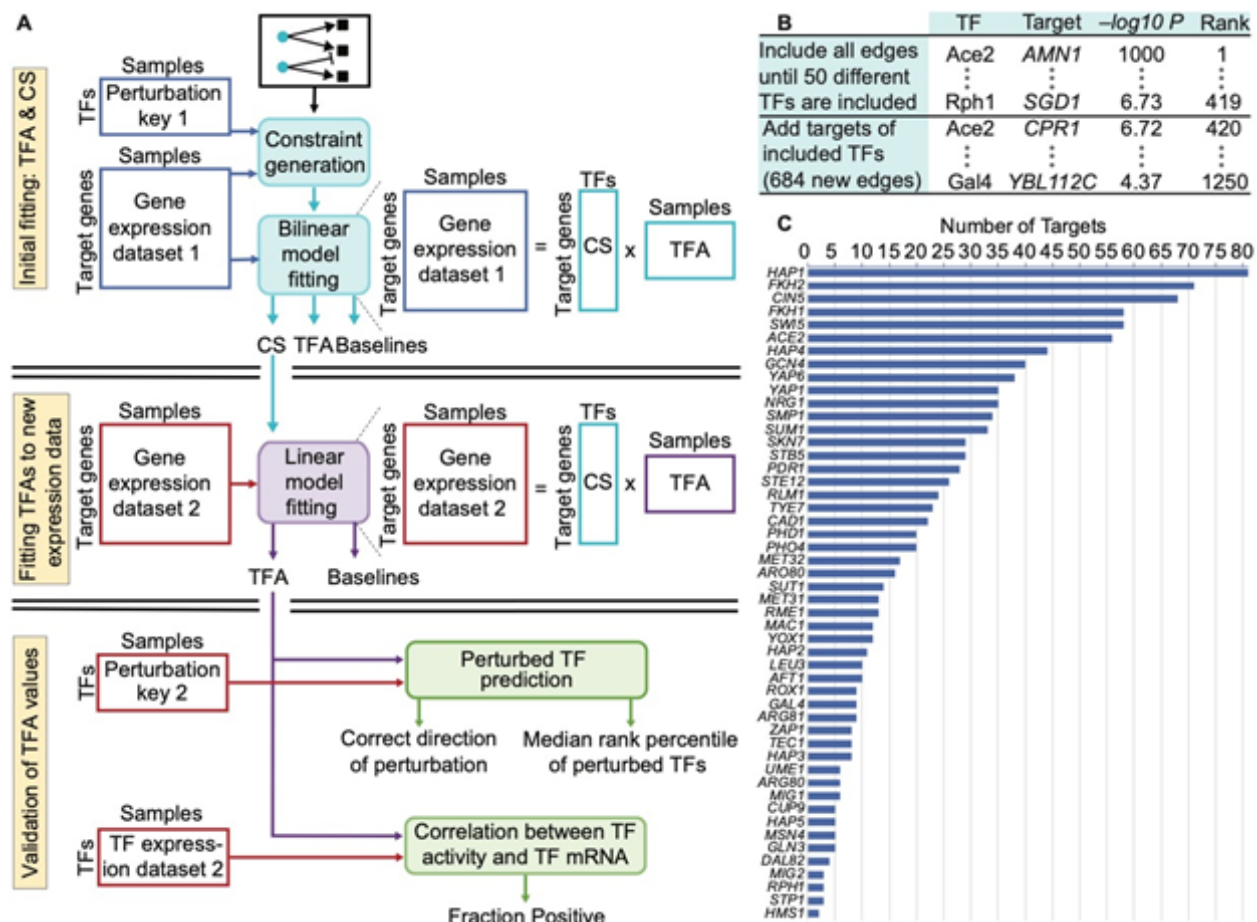 A
Initial fitting: TFA & CS
Samples
TFs
Perturbation
key 1
Samples
Target genes
Gene
expression
dataset 1
Constraint
generation
Bilinear
model
fitting
Samples
Target genes
Gene
expression
dataset 1
=
TFs
Target genes
CS
x
Samples
TFA
CS TFA Baselines
Fitting TFAs to new
expression data
Samples
Target genes
Gene
expression
dataset 2
Linear
model
fitting
Samples
Target genes
Gene
expression
dataset 2
=
TFs
Target genes
CS
x
Samples
TFA
TFA
Baselines
Validation of TFA values
Samples
TFs
Perturbation
key 2
Perturbed TF
prediction
Correct direction
of perturbation
Median rank percentile
of perturbed TFs
Samples
TFs
TF express-
ion dataset 2
Correlation between TF
activity and TF mRNA
Fraction Positive
B
TF Target –log10 P Rank
Include all edges
until 50 different
TFs are included
Ace2 AMN1 1000 1
Rph1 SGD1 6.73 419
Add targets of
included TFs
(684 new edges)
Ace2 CPR1 6.72 420
Gal4 YBL112C 4.37 1250
C
Number of Targets
0 5 10 15 20 25 30 35 40 45 50 55 60 65 70 75 80
HAP1
FKH2
CIN5
FKH1
SWI5
ACE2
HAP4
GCN4
YAP6
YAP1
NRG1
SMP1
SUM1
SKN7
STB5
PDR1
STE12
RLM1
TYE7
CAD1
PHD1
PHO4
MET32
ARO80
SUT1
MET31
RME1
MAC1
YOX1
HAP2
LEU3
AFT1
ROX1
GAL4
ARG81
ZAP1
TEC1
HAP3
UME1
ARG80
MIG1
CUP9
HAP5
MSN4
GLN3
DAL82
MIG2
RPH1
STP1
HMS1